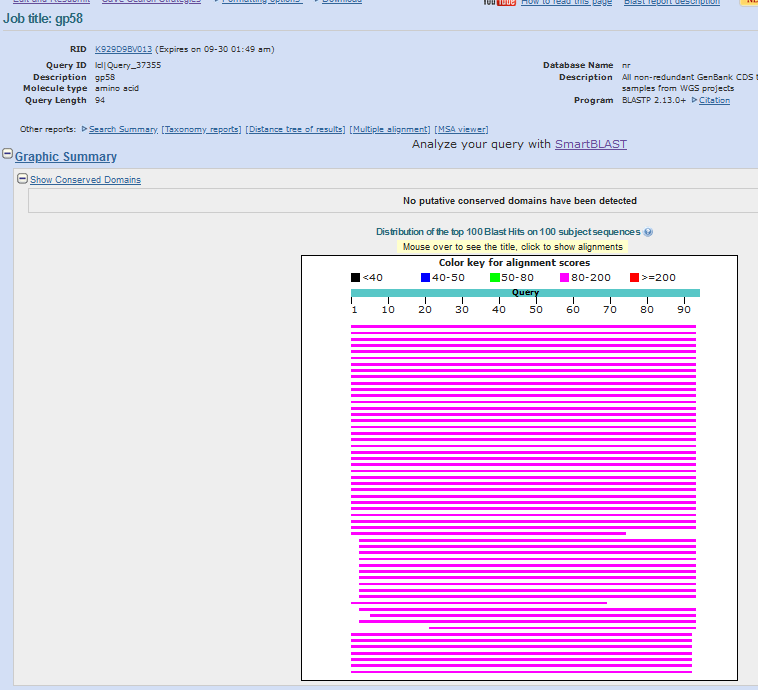 Edit and Resubmit Save Search Strategies Formatting options Download YouTube How to read this page Blast report description
Job title: gp58
RID K929D9BV013 (Expires on 09-30 01:49 am)
Query ID lcl|Query_37355
Description gp58
Molecule type amino acid
Query Length 94
Database Name nr
Description All non-redundant GenBank CDS
samples from WGS projects
Program BLASTP 2.13.0+ Citation
Other reports: Search Summary [Taxonomy reports] [Distance tree of results] [Multiple alignment] [MSA viewer]
Analyze your query with SmartBLAST
Graphic Summary
Show Conserved Domains
No putative conserved domains have been detected
Distribution of the top 100 Blast Hits on 100 subject sequences
Mouse over to see the title, click to show alignments
Color key for alignment scores
<40 40-50 50-80 80-200 >=200
Query
1 10 20 30 40 50 60 70 80 90